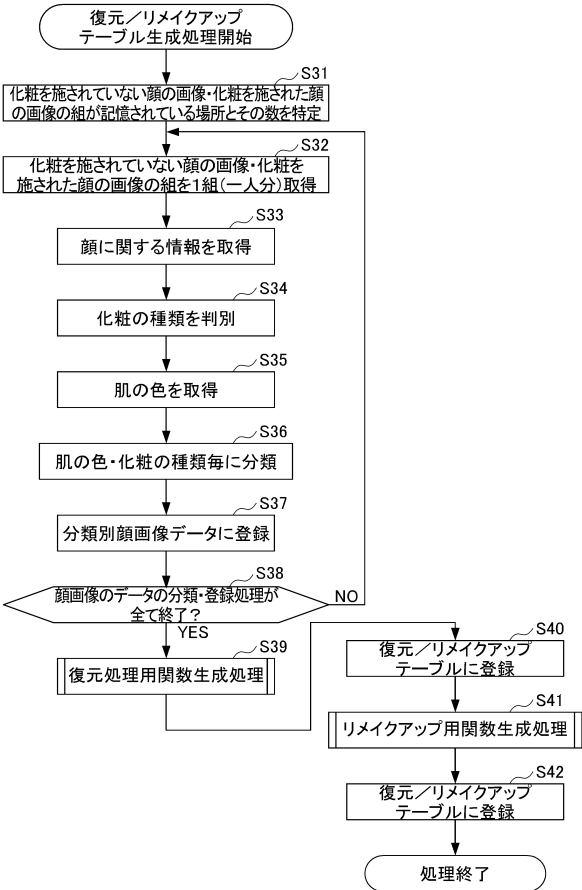 復元／リメイクアップ
テーブル生成処理開始
S31
化粧を施されていない顔の画像・化粧を施された顔
の画像の組が記憶されている場所とその数を特定
S32
化粧を施されていない顔の画像・化粧を
施された顔の画像の組を１組（一人分）取得
S33
顔に関する情報を取得
S34
化粧の種類を判別
S35
肌の色を取得
S36
肌の色・化粧の種類毎に分類
S37
分類別顔画像データに登録
S38
顔画像のデータの分類・登録処理が
全て終了？
NO
YES
S39
復元処理用関数生成処理
S40
復元／リメイクアップ
テーブルに登録
S41
リメイクアップ用関数生成処理
S42
復元／リメイクアップ
テーブルに登録
処理終了